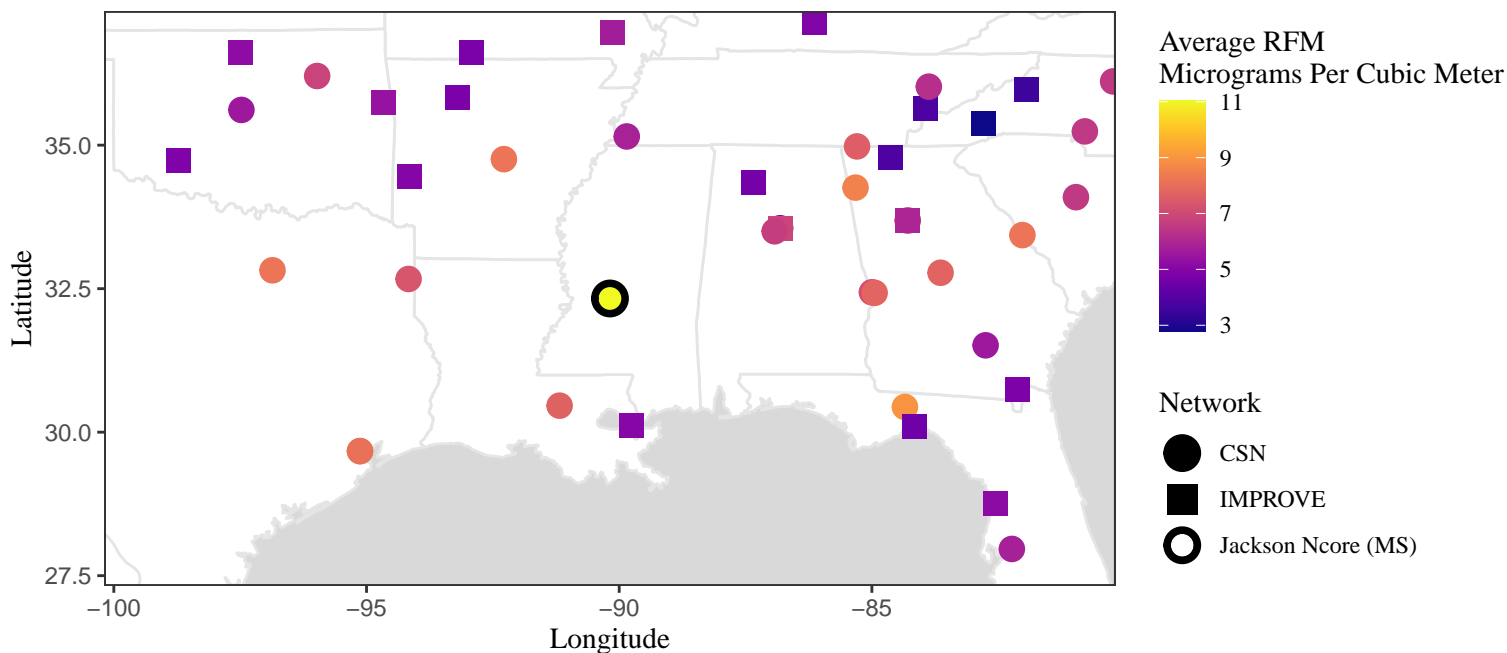 Average RFM
Micrograms Per Cubic Meter
11
9
7
5
3
Network
CSN
IMPROVE
Jackson Ncore (MS)
Latitude
35.0
32.5
30.0
27.5
−100
−95
−90
−85
Longitude